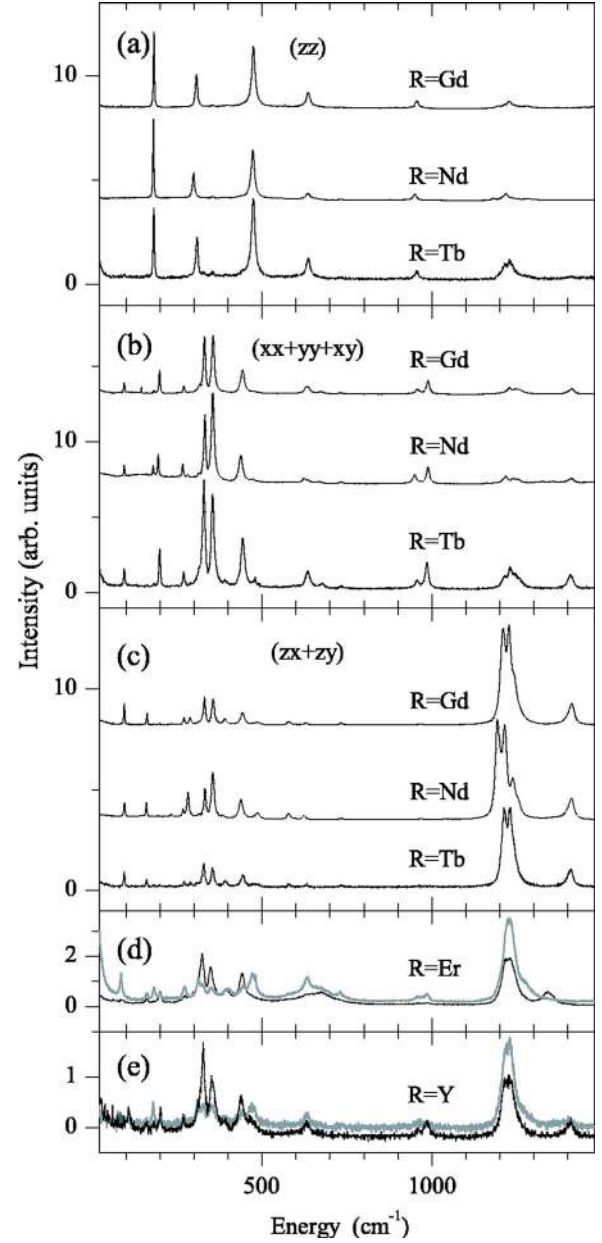 (a)
(zz)
10
R=Gd
R=Nd
R=Tb
0
(b)
(xx+yy+xy)
R=Gd
10
R=Nd
R=Tb
0
(c)
(zx+zy)
10
R=Gd
R=Nd
R=Tb
0
(d)
2
R=Er
0
(e)
1
R=Y
0
Intensity (arb. units)
500
1000
Energy (cm⁻¹)